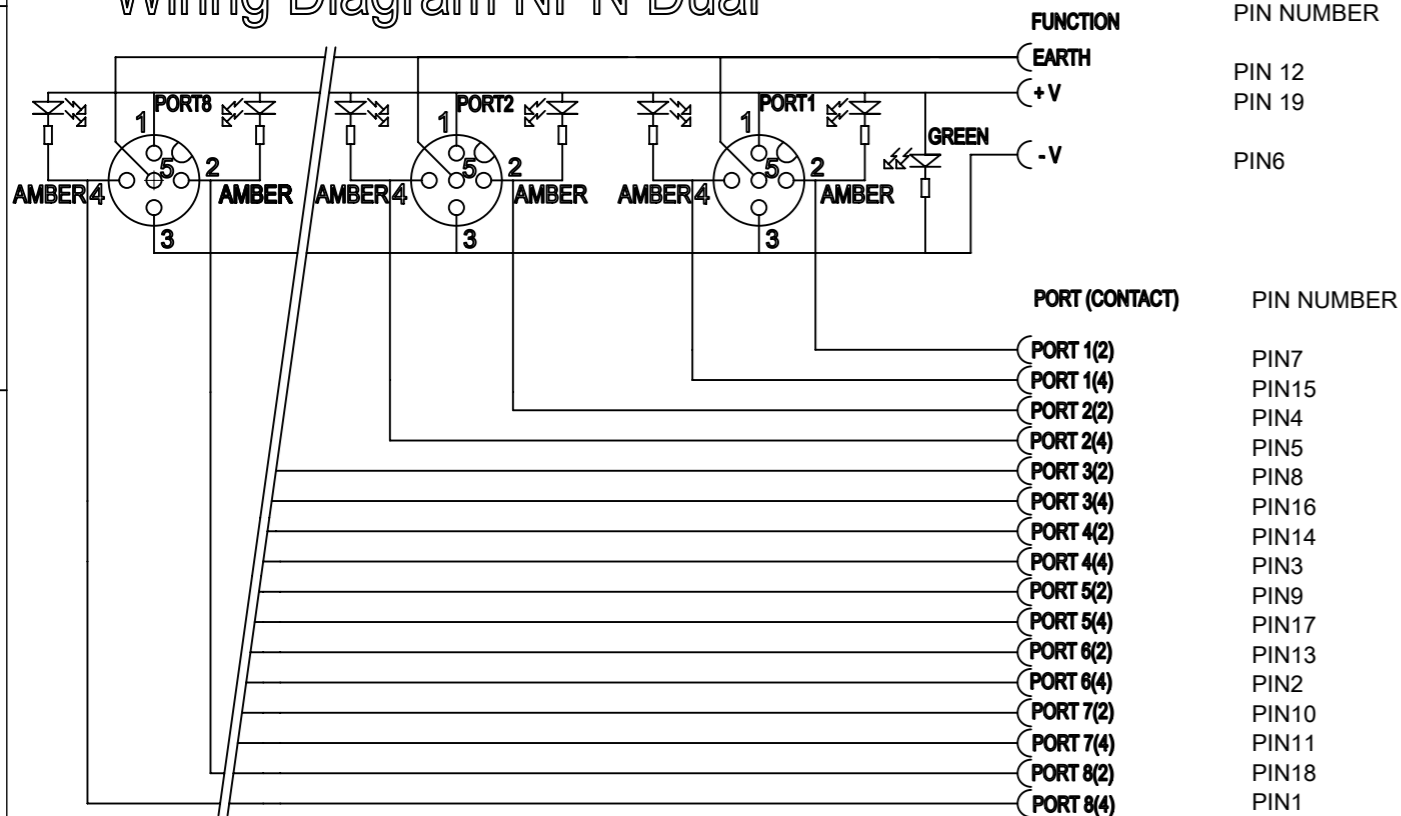 Wiring Diagram NPN Dual
FUNCTION PIN NUMBER
EARTH PIN 12
+V PIN 19
-V PIN6
PORT8 PORT2 PORT1
1 1 1
GREEN
5 2 5 2 5 2
AMBER 4 AMBER AMBER 4 AMBER AMBER 4 AMBER
3 3 3
PORT (CONTACT) PIN NUMBER
PORT 1(2) PIN7
PORT 1(4) PIN15
PORT 2(2) PIN4
PORT 2(4) PIN5
PORT 3(2) PIN8
PORT 3(4) PIN16
PORT 4(2) PIN14
PORT 4(4) PIN3
PORT 5(2) PIN9
PORT 5(4) PIN17
PORT 6(2) PIN13
PORT 6(4) PIN2
PORT 7(2) PIN10
PORT 7(4) PIN11
PORT 8(2) PIN18
PORT 8(4) PIN1